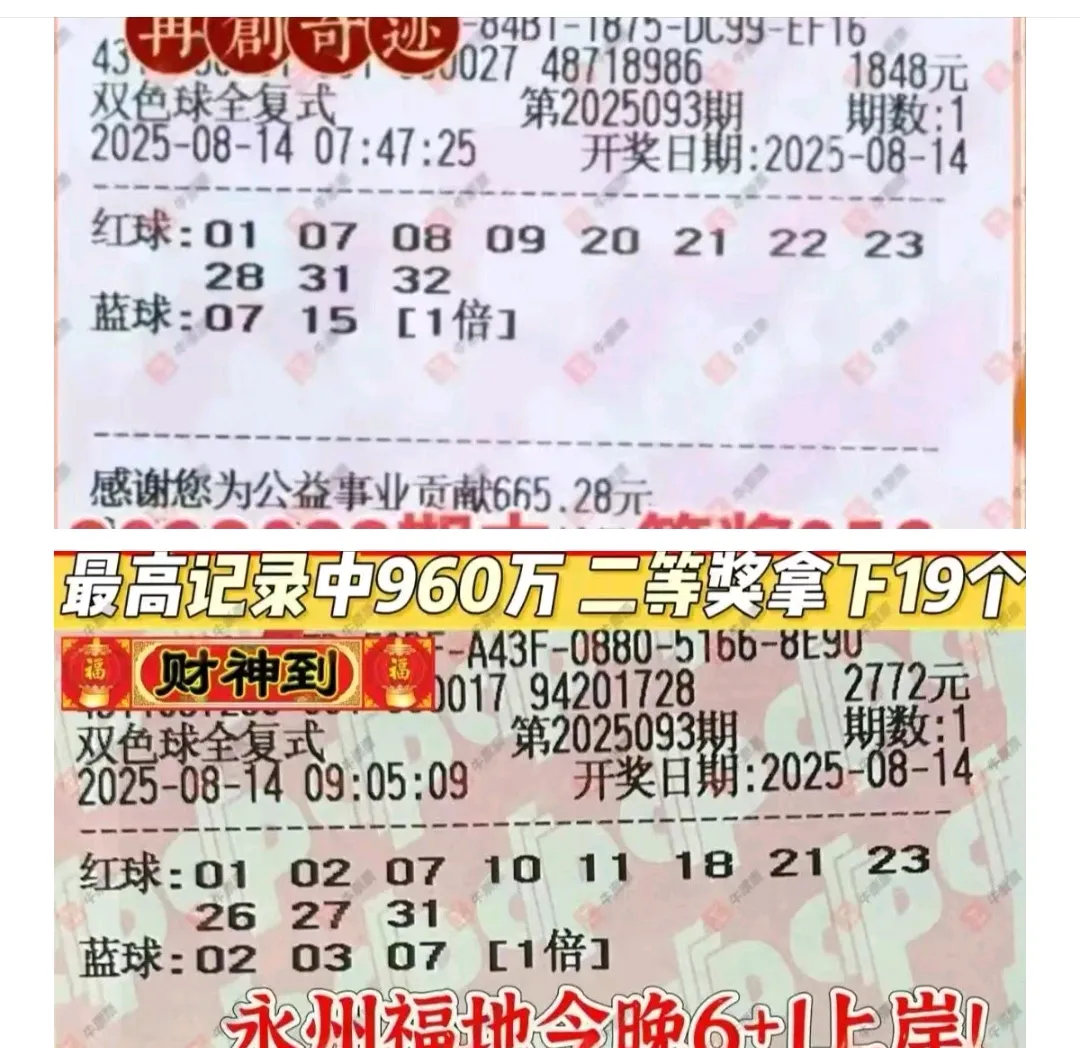 再創奇迹
-84B1-1875-DC99-EF16
0027 48718986 1848元
双色球全复式 第2025093期 期数:1
2025-08-14 07:47:25 开奖日期:2025-08-14
红球:01 07 08 09 20 21 22 23
28 31 32
蓝球:07 15 [1倍]
感谢您为公益事业贡献665.28元
最高记录中960万 二等奖拿下19个
财神到
福
福
-A43F-0880-5166-8E90
0017 94201728 2772元
双色球全复式 第2025093期 期数:1
2025-08-14 09:05:09 开奖日期:2025-08-14
红球:01 02 07 10 11 18 21 23
26 27 31
蓝球:02 03 07 [1倍]
永州福地今晚6+1上岸!